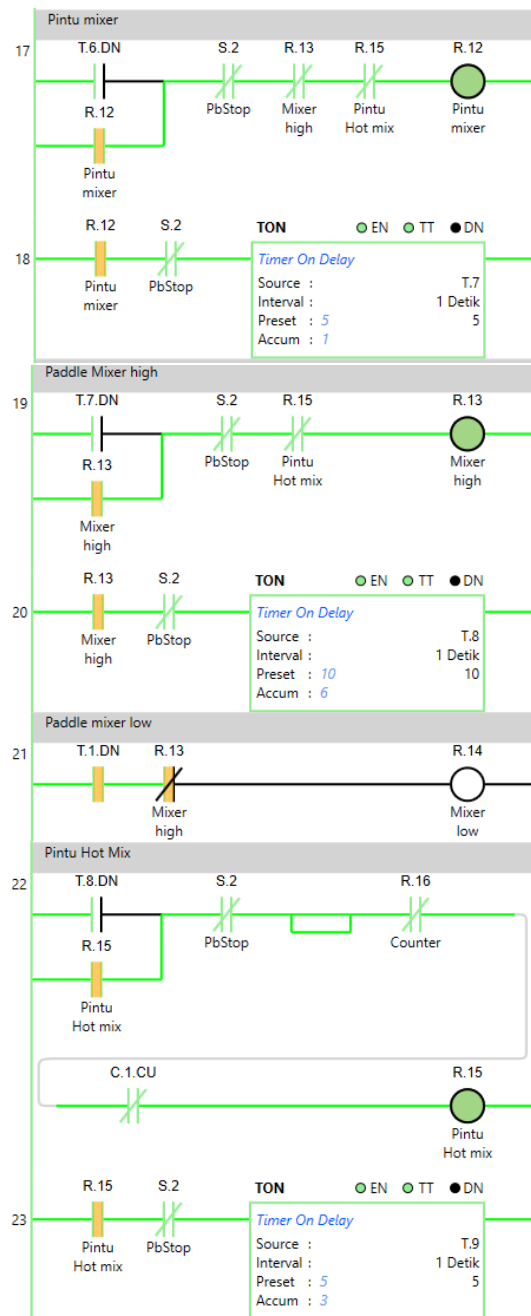 Pintu mixer
17
T.6.DN S.2 R.13 R.15 R.12
PbStop Mixer high Pintu Hot mix Pintu mixer
R.12
Pintu
mixer
18
R.12 S.2 TON EN TT DN
Pintu mixer PbStop
Timer On Delay
Source : T.7
Interval : 1 Detik
Preset : 5 5
Accum : 1
Paddle Mixer high
19
T.7.DN S.2 R.15 R.13
PbStop Pintu Hot mix Mixer high
R.13
Mixer
high
20
R.13 S.2 TON EN TT DN
Mixer high PbStop
Timer On Delay
Source : T.8
Interval : 1 Detik
Preset : 10 10
Accum : 6
Paddle mixer low
21
T.1.DN R.13 R.14
Mixer high Mixer low
Pintu Hot Mix
22
T.8.DN S.2 R.16
PbStop Counter
R.15
Pintu
Hot mix
C.1.CU R.15
Pintu
Hot mix
23
R.15 S.2 TON EN TT DN
Pintu Hot mix PbStop
Timer On Delay
Source : T.9
Interval : 1 Detik
Preset : 5 5
Accum : 3